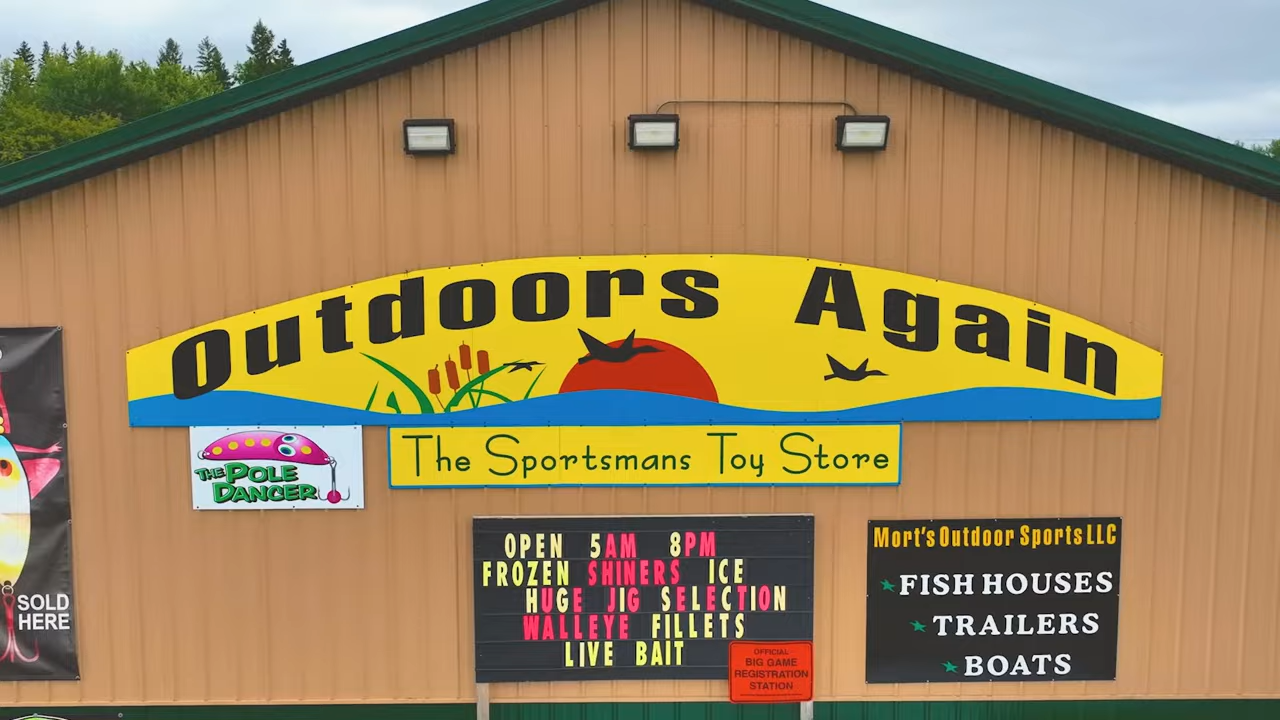 Outdoors Again
The Sportsmans Toy Store
THE POLE
DANCER
SOLD
HERE
OPEN 5AM 8PM
FROZEN SHINERS ICE
HUGE JIG SELECTION
WALLEYE FILLETS
LIVE BAIT
OFFICIAL
BIG GAME
REGISTRATION
STATION
Mort's Outdoor Sports LLC
FISH HOUSES
TRAILERS
BOATS